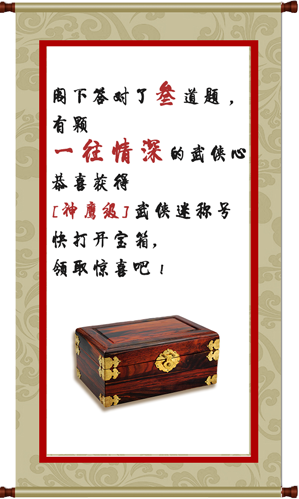 阁下答对了叁道题，
有颗
一往情深的武侠心
恭喜获得
[神鹰级]武侠迷称号
快打开宝箱，
领取惊喜吧！